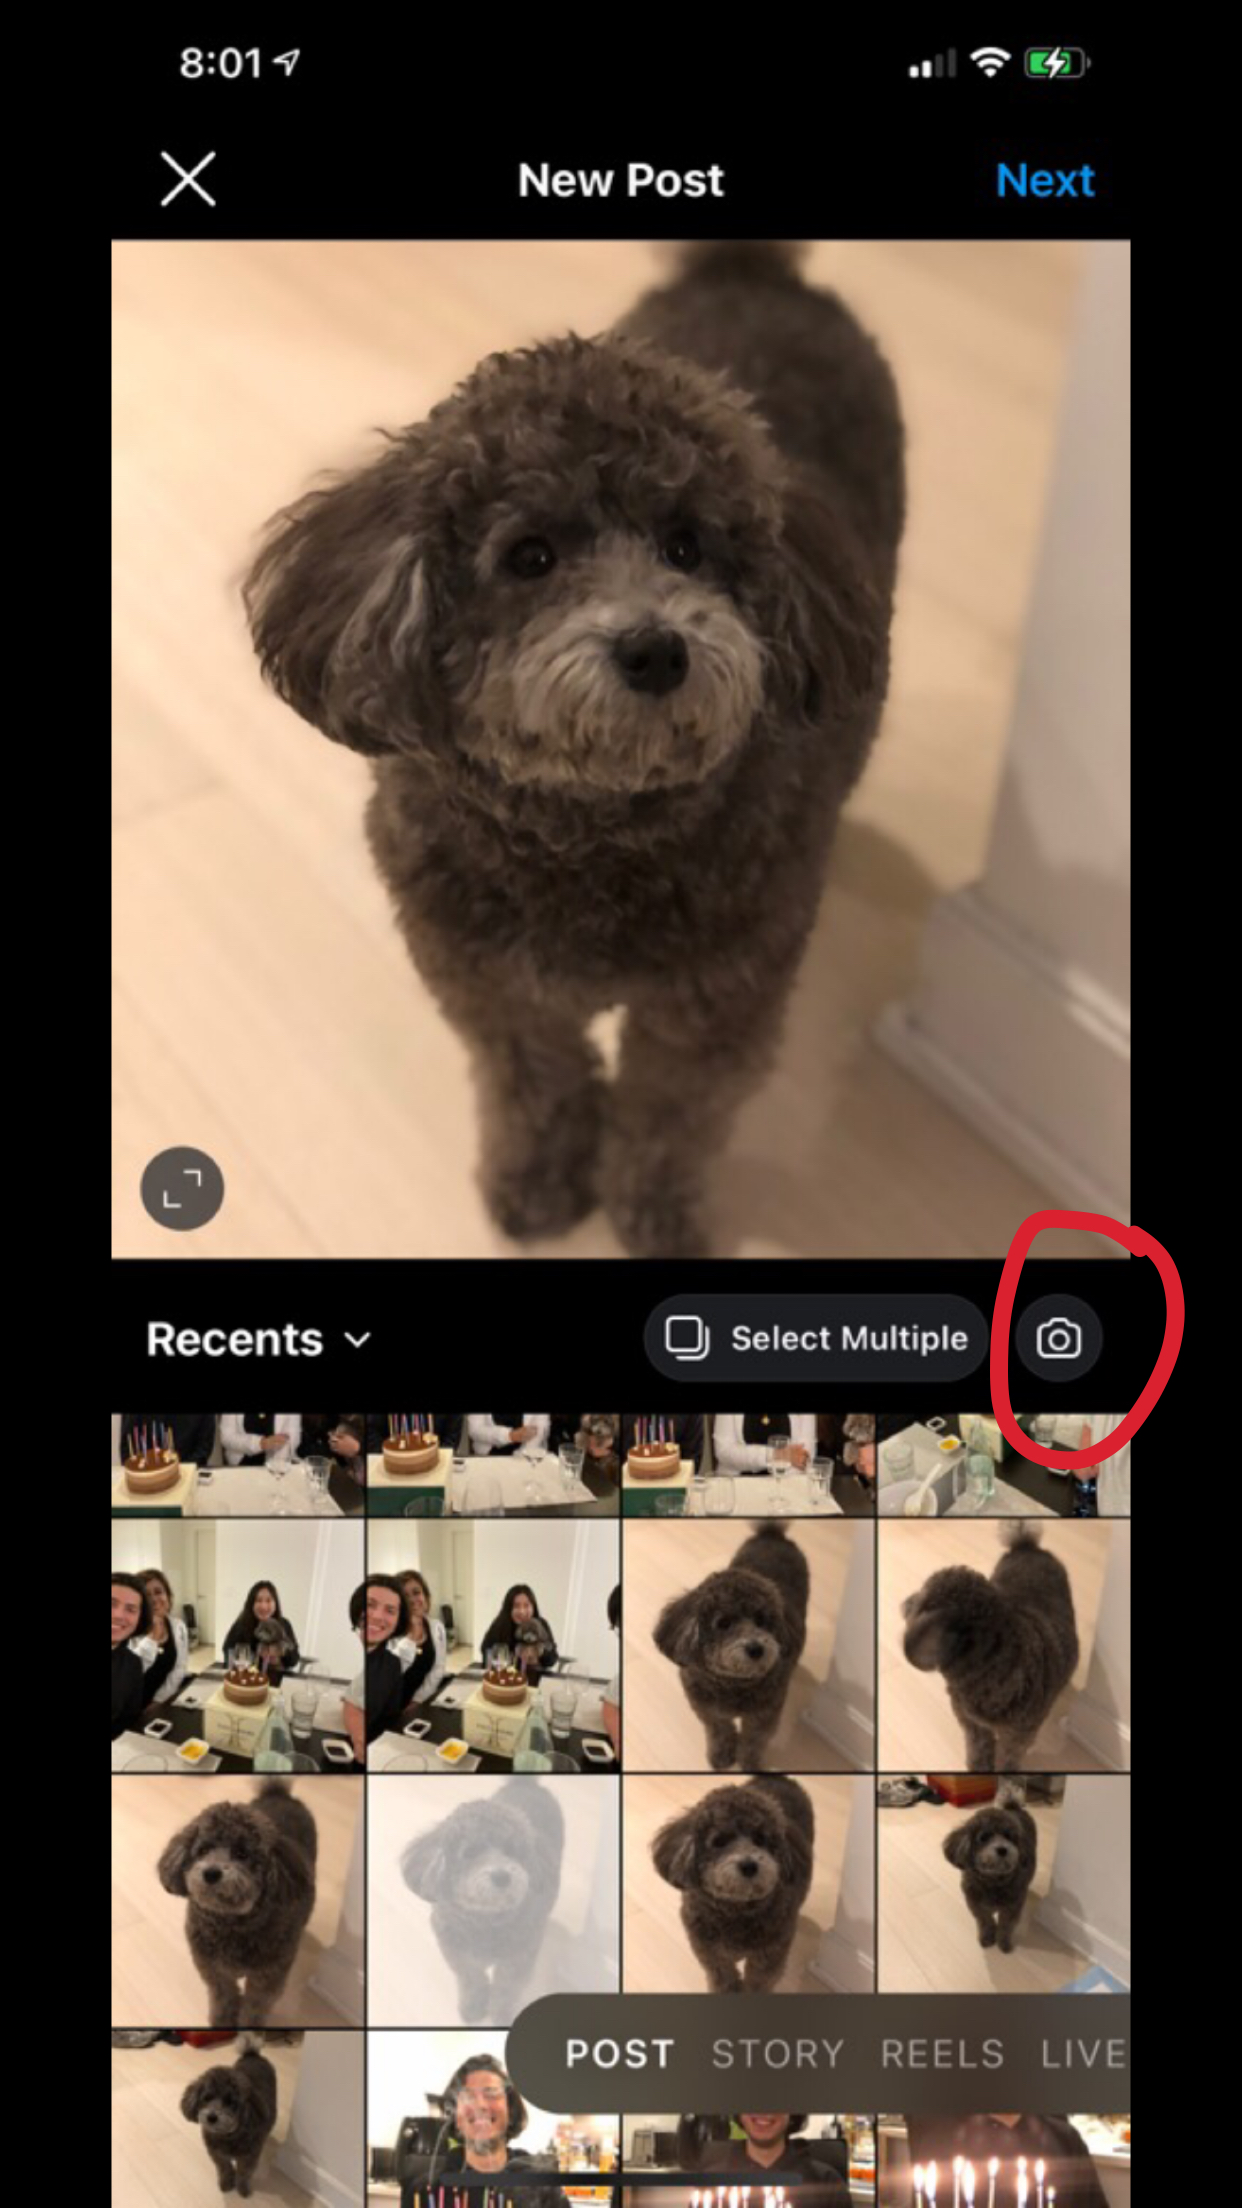 8:01
New Post
Next
Recents
Select Multiple
POST STORY REELS LIVE